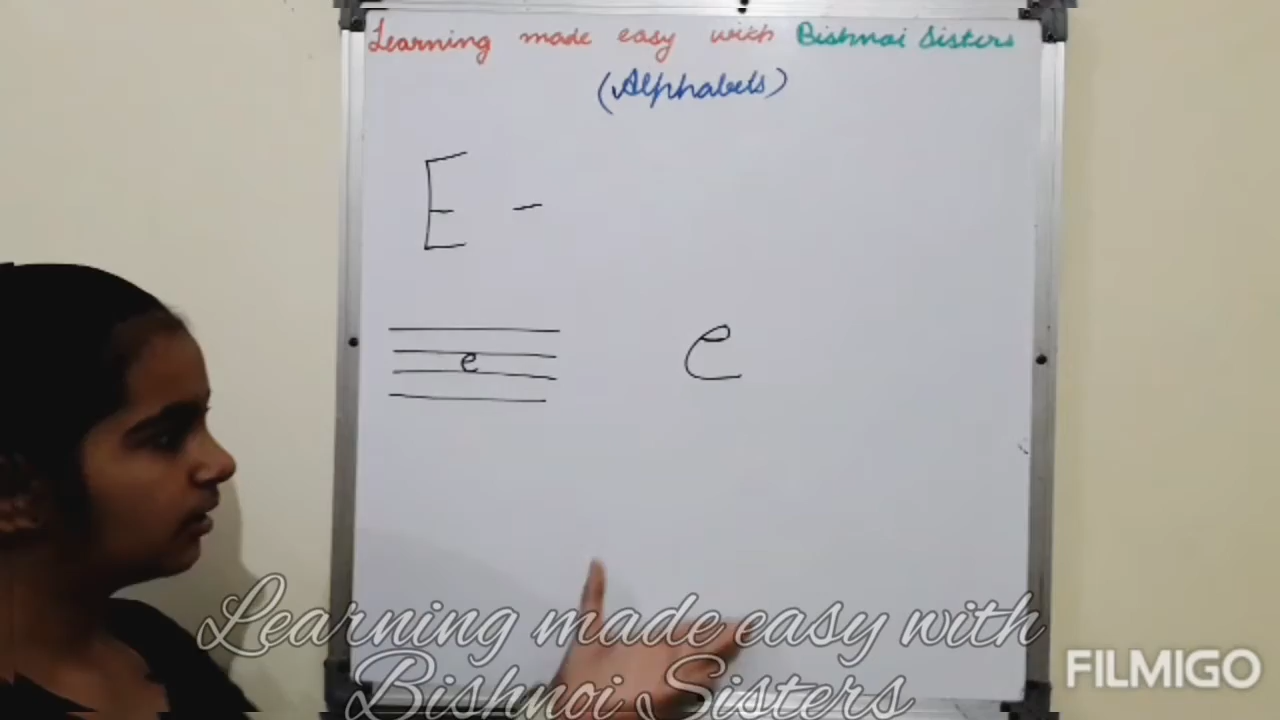 Learning made easy with Bishnoi Sisters
(Alphabets)
E -
e e
Learning made easy with
Bishnoi Sisters
FILMIGO